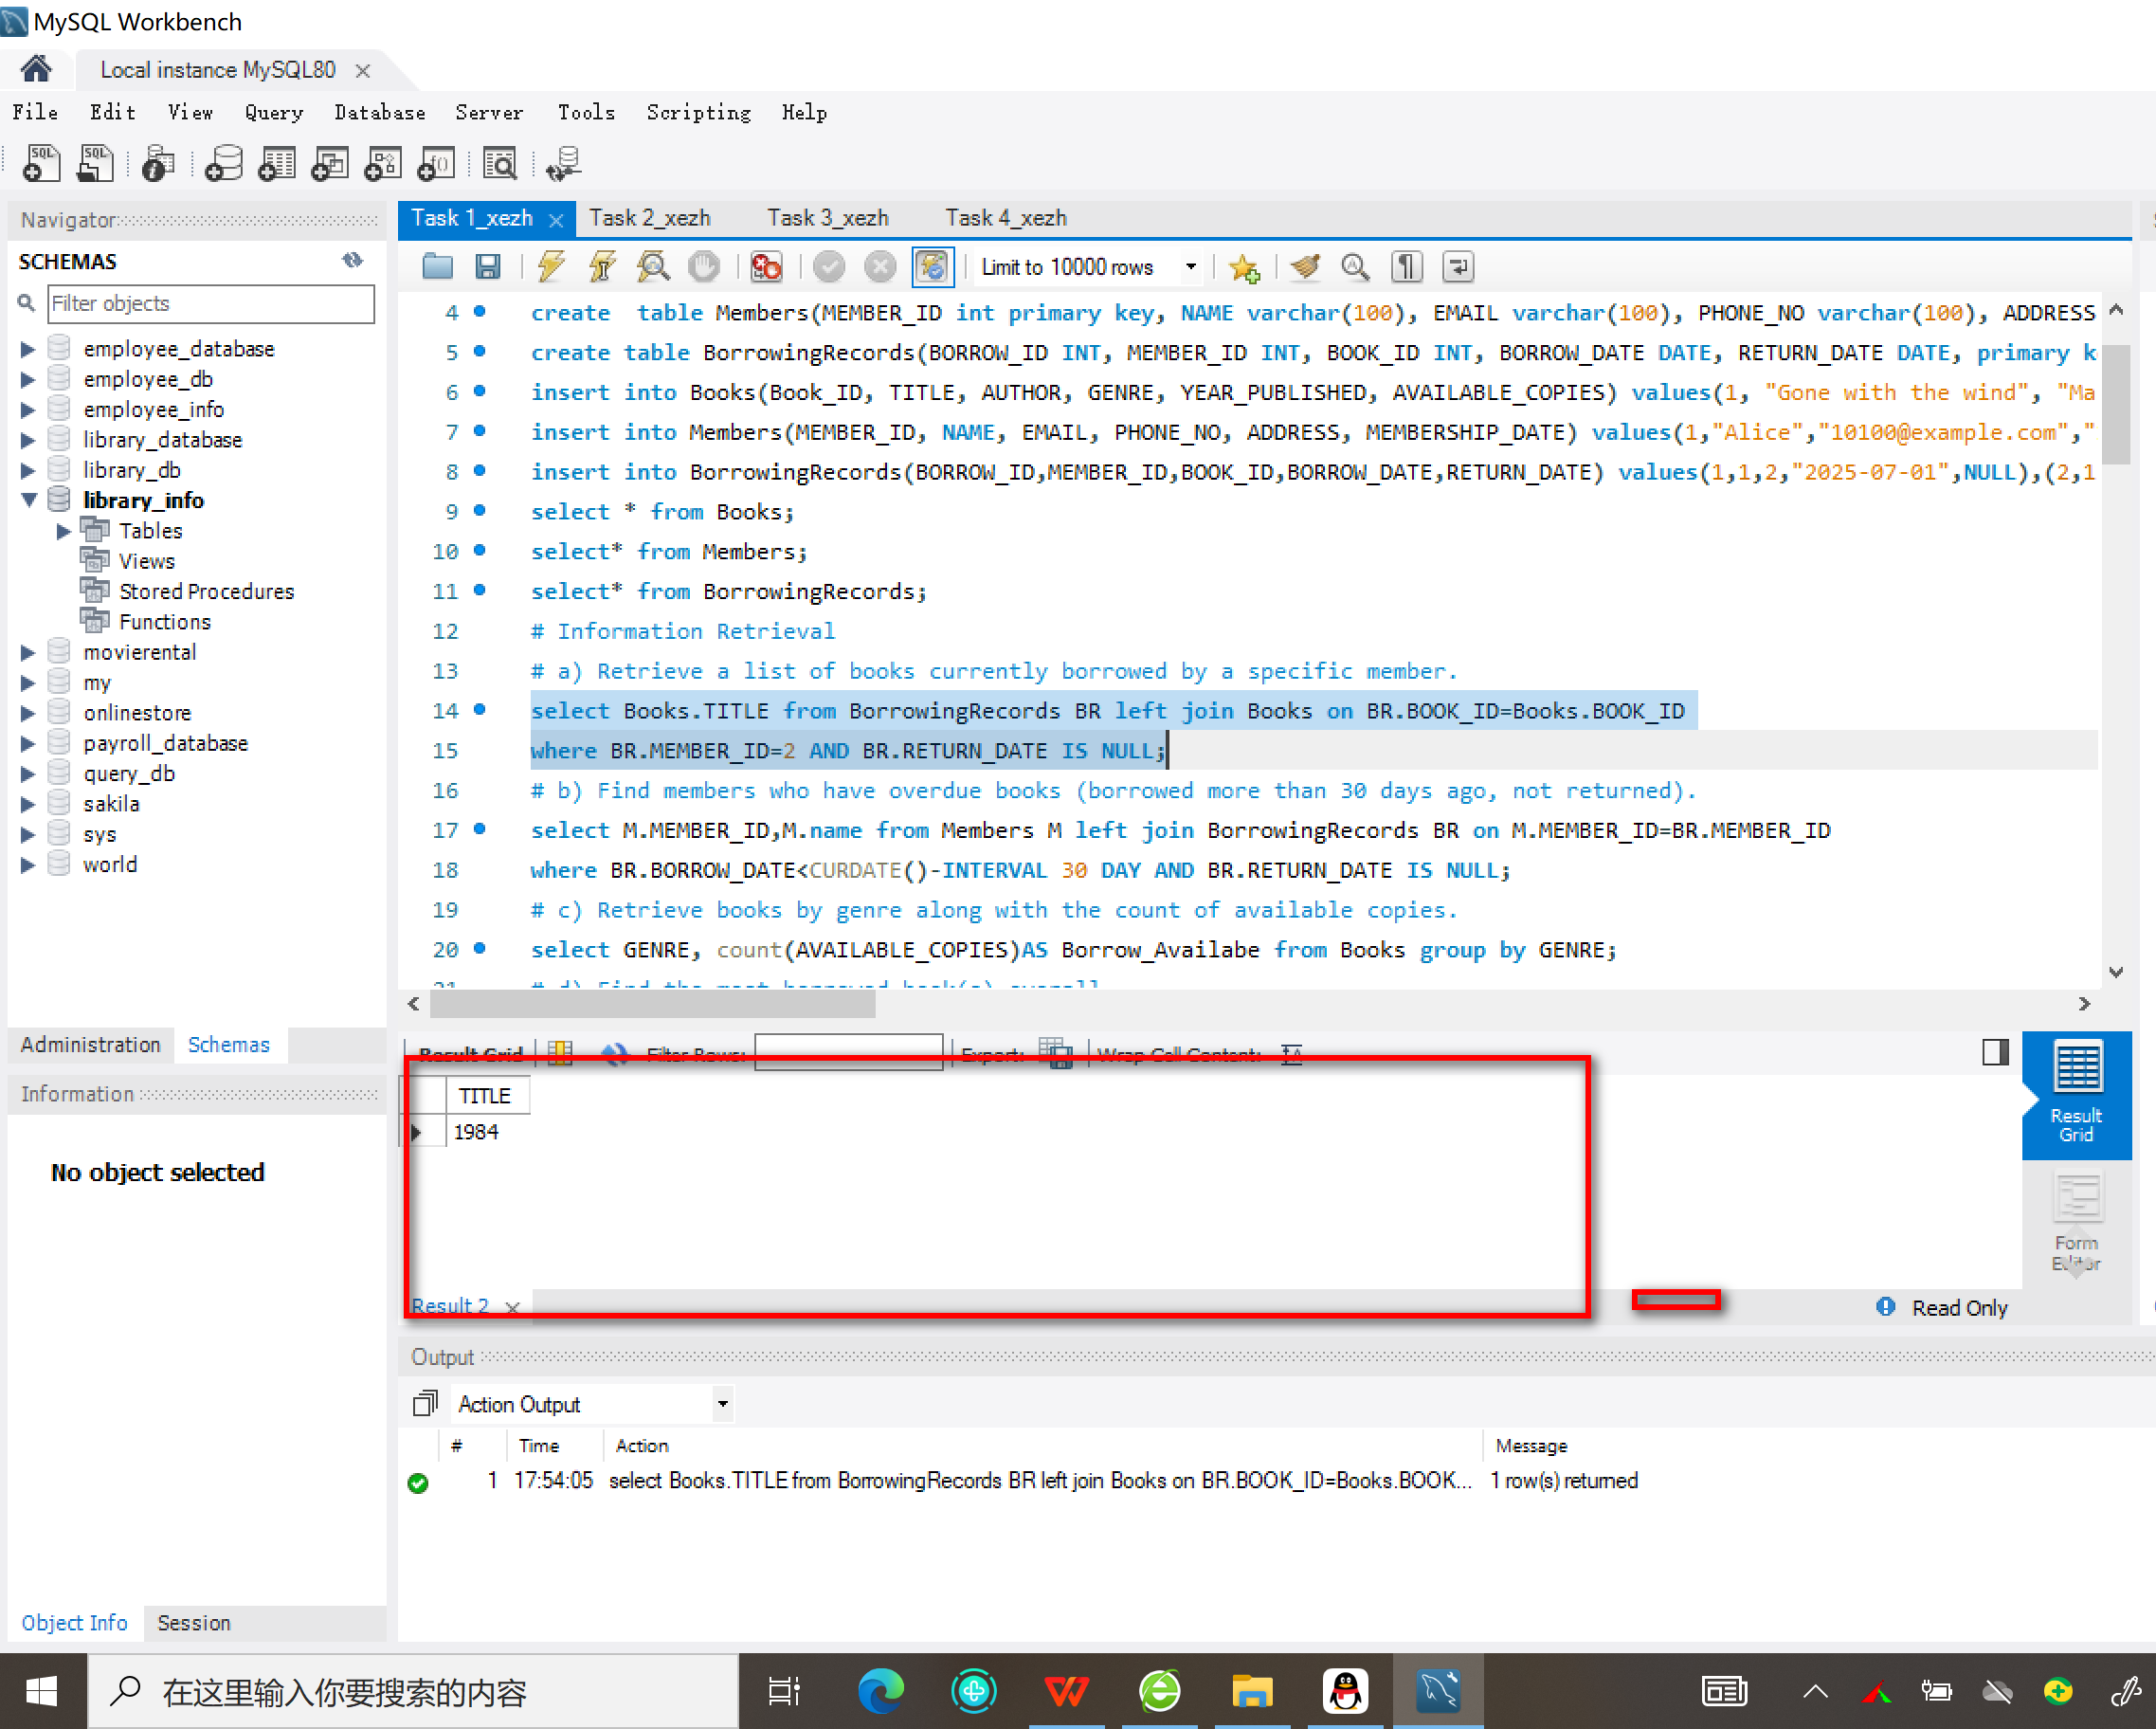 MySQL Workbench
Local instance MySQL80
File Edit View Query Database Server Tools Scripting Help
Navigator
SCHEMAS
Filter objects
employee_database
employee_db
employee_info
library_database
library_db
library_info
Tables
Views
Stored Procedures
Functions
movierental
my
onlinestore
payroll_database
query_db
sakila
sys
world
Administration Schemas
Information
No object selected
Object Info Session
Task 1_xezh Task 2_xezh Task 3_xezh Task 4_xezh
Limit to 10000 rows
4 create  table Members(MEMBER_ID int primary key, NAME varchar(100), EMAIL varchar(100), PHONE_NO varchar(100), ADDRESS
5 create table BorrowingRecords(BORROW_ID INT, MEMBER_ID INT, BOOK_ID INT, BORROW_DATE DATE, RETURN_DATE DATE, primary k
6 insert into Books(Book_ID, TITLE, AUTHOR, GENRE, YEAR_PUBLISHED, AVAILABLE_COPIES) values(1, "Gone with the wind", "Ma
7 insert into Members(MEMBER_ID, NAME, EMAIL, PHONE_NO, ADDRESS, MEMBERSHIP_DATE) values(1,"Alice","10100@example.com","
8 insert into BorrowingRecords(BORROW_ID,MEMBER_ID,BOOK_ID,BORROW_DATE,RETURN_DATE) values(1,1,2,"2025-07-01",NULL),(2,1
9 select * from Books;
10 select* from Members;
11 select* from BorrowingRecords;
12 # Information Retrieval
13 # a) Retrieve a list of books currently borrowed by a specific member.
14 select Books.TITLE from BorrowingRecords BR left join Books on BR.BOOK_ID=Books.BOOK_ID
15 where BR.MEMBER_ID=2 AND BR.RETURN_DATE IS NULL;
16 # b) Find members who have overdue books (borrowed more than 30 days ago, not returned).
17 select M.MEMBER_ID,M.name from Members M left join BorrowingRecords BR on M.MEMBER_ID=BR.MEMBER_ID
18 where BR.BORROW_DATE<CURDATE()-INTERVAL 30 DAY AND BR.RETURN_DATE IS NULL;
19 # c) Retrieve books by genre along with the count of available copies.
20 select GENRE, count(AVAILABLE_COPIES)AS Borrow_Availabe from Books group by GENRE;
21 # d) Find the most borrowed book(s) overall
Result Grid Filter Rows: Export: Wrap Cell Content:
TITLE
1984
Result Grid
Form Editor
Result 2
Read Only
Output
Action Output
# Time Action Message
1 17:54:05 select Books.TITLE from BorrowingRecords BR left join Books on BR.BOOK_ID=Books.BOOK... 1 row(s) returned
在这里输入你要搜索的内容